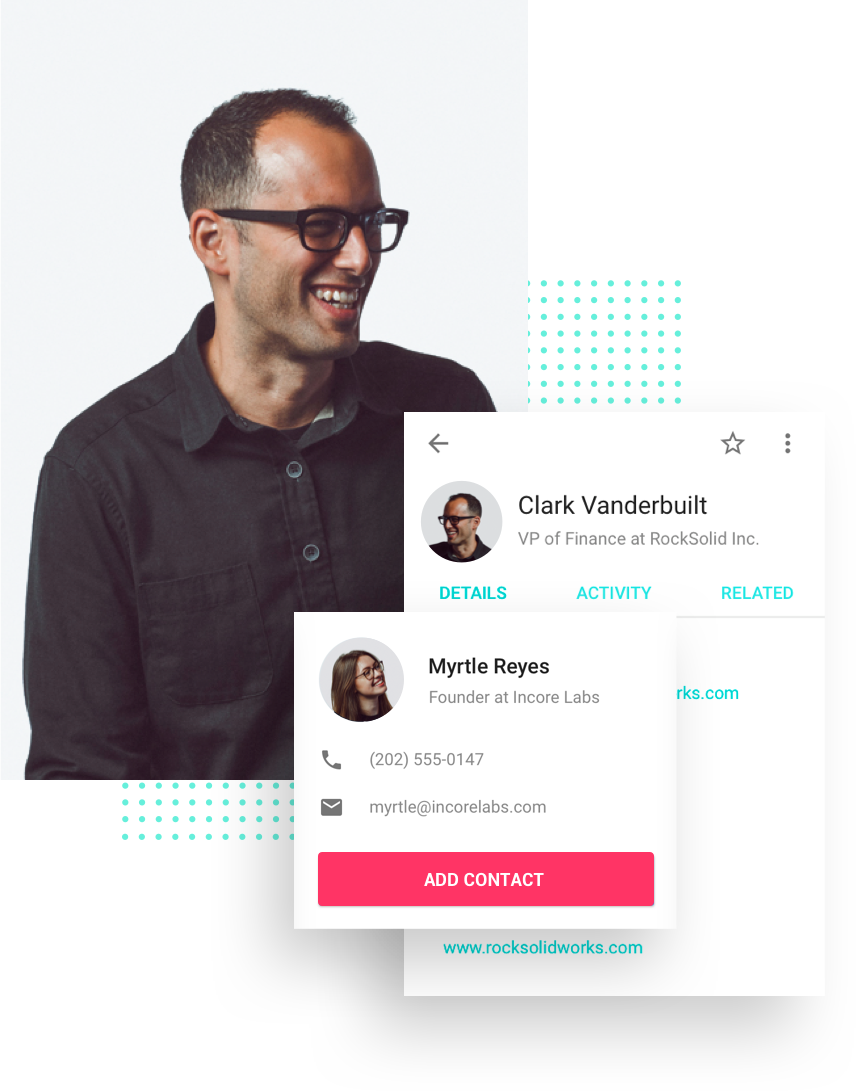 Clark Vanderbuilt
VP of Finance at RockSolid Inc.
DETAILS ACTIVITY RELATED
Myrtle Reyes
Founder at Incore Labs
rks.com
(202) 555-0147
myrtle@incorelabs.com
ADD CONTACT
www.rocksolidworks.com